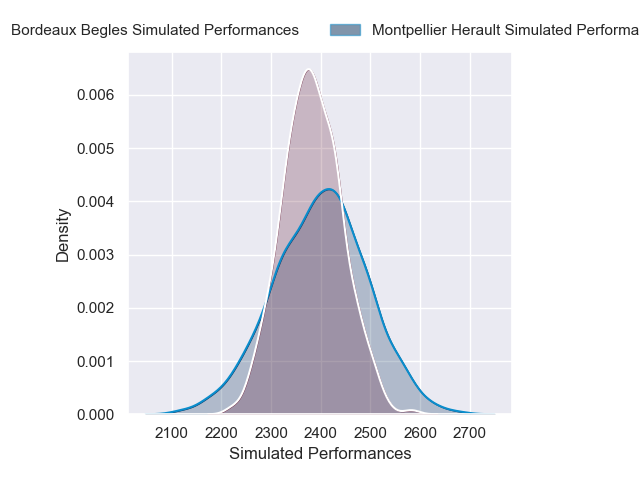 Bordeaux Begles Simulated Performances
Montpellier Herault Simulated Performa
0.006
0.005
0.004
0.003
0.002
0.001
0.000
Density
2100 2200 2300 2400 2500 2600 2700
Simulated Performances